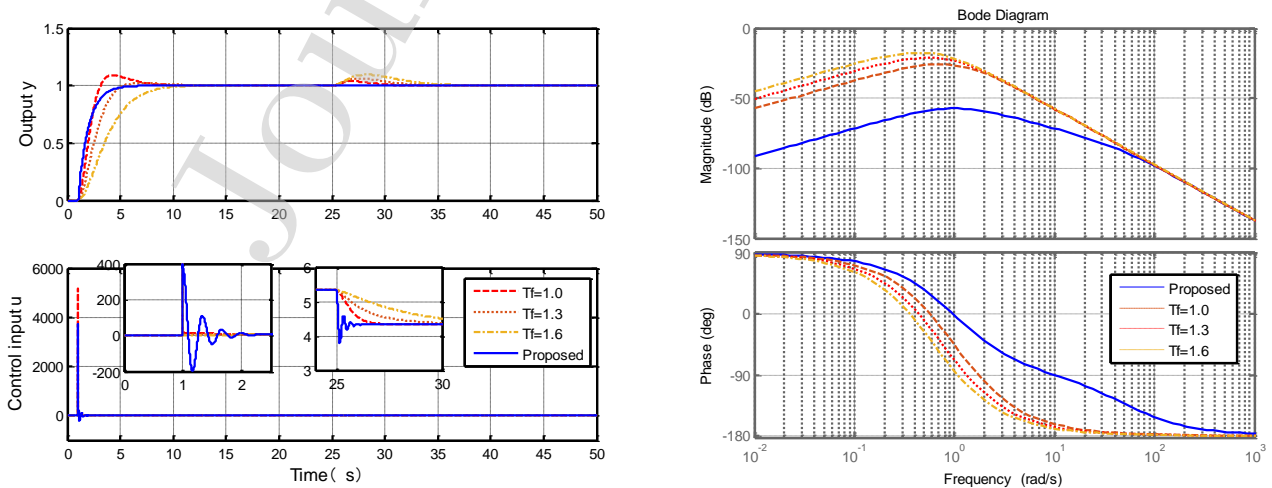 Jou
1.5
1
0.5
0
Output y
0 5 10 15 20 25 30 35 40 45 50
6000
4000
2000
0
Control input u
400
200
0
-200
0 1 2
6
5
4
3
25 30
Tf=1.0
Tf=1.3
Tf=1.6
Proposed
0 5 10 15 20 25 30 35 40 45 50
Time( s)
Bode Diagram
0
-50
-100
-150
Magnitude (dB)
90
0
-90
-180
Phase (deg)
Proposed
Tf=1.0
Tf=1.3
Tf=1.6
10^-2 10^-1 10^0 10^1 10^2 10^3
Frequency (rad/s)